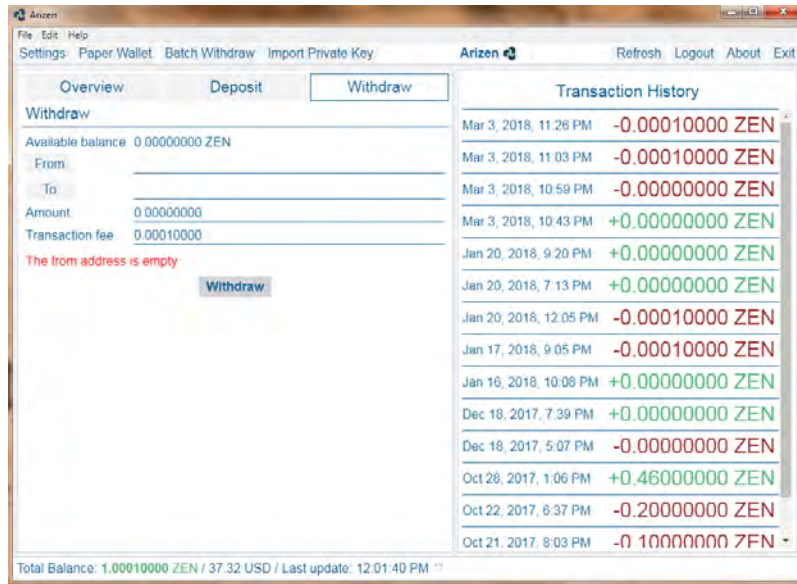 Arizen
File Edit Help
Settings Paper Wallet Batch Withdraw Import Private Key Arizen Refresh Logout About Exit
Overview Deposit Withdraw
Withdraw
Available balance 0.00000000 ZEN
From
To
Amount 0.00000000
Transaction fee 0.00010000
The from address is empty
Withdraw
Transaction History
Mar 3, 2018, 11:26 PM -0.00010000 ZEN
Mar 3, 2018, 11:03 PM -0.00010000 ZEN
Mar 3, 2018, 10:59 PM -0.00000000 ZEN
Mar 3, 2018, 10:43 PM +0.00000000 ZEN
Jan 20, 2018, 9:20 PM +0.00000000 ZEN
Jan 20, 2018, 7:13 PM +0.00000000 ZEN
Jan 20, 2018, 12:05 PM -0.00010000 ZEN
Jan 17, 2018, 9:05 PM -0.00010000 ZEN
Jan 16, 2018, 10:08 PM +0.00000000 ZEN
Dec 18, 2017, 7:39 PM +0.00000000 ZEN
Dec 18, 2017, 5:07 PM -0.00000000 ZEN
Oct 28, 2017, 1:06 PM +0.46000000 ZEN
Oct 22, 2017, 6:37 PM -0.20000000 ZEN
Oct 21, 2017, 8:03 PM -0.10000000 ZEN
Total Balance: 1.00010000 ZEN / 37.32 USD / Last update: 12:01:40 PM